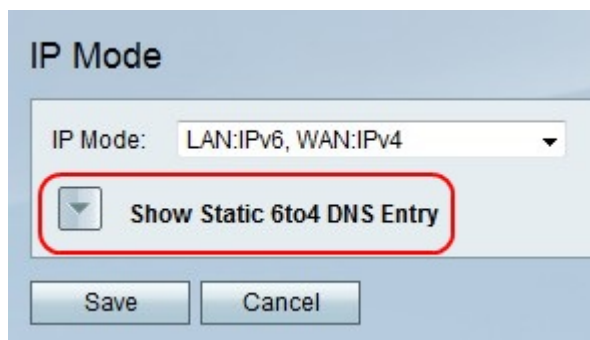 IP Mode
IP Mode: LAN:IPv6, WAN:IPv4
Show Static 6to4 DNS Entry
Save Cancel